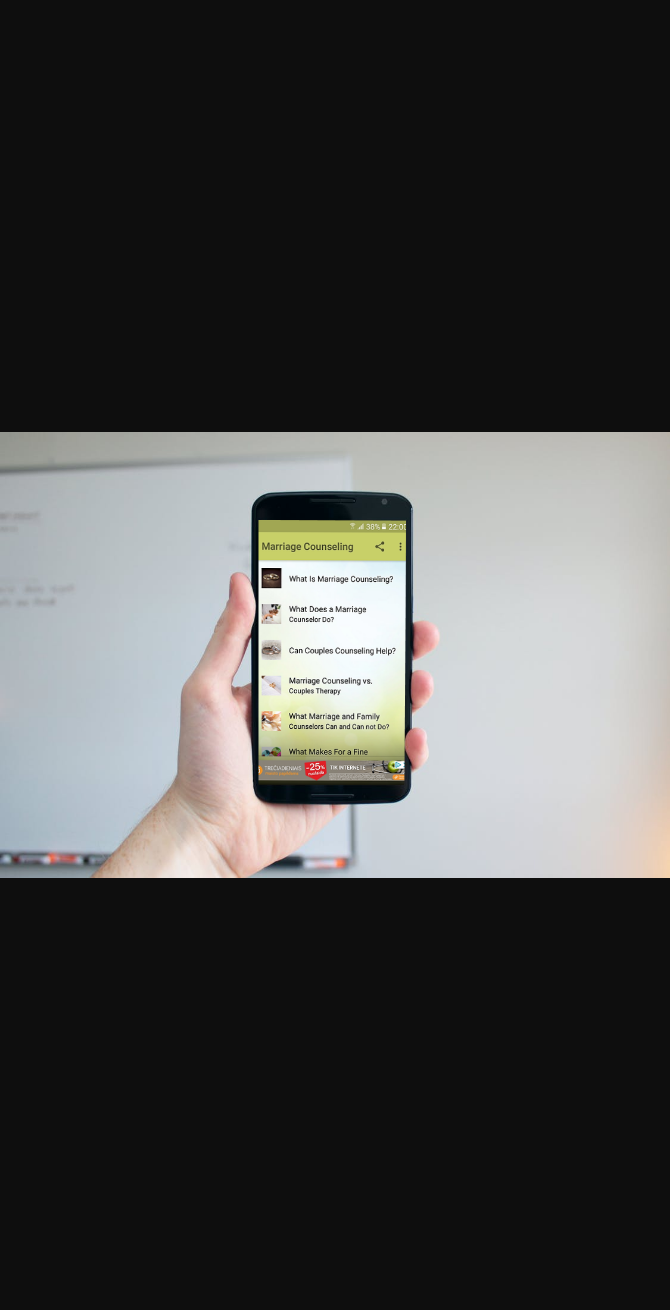 38% 22:0
Marriage Counseling
What Is Marriage Counseling?
What Does a Marriage
Counselor Do?
Can Couples Counseling Help?
Marriage Counseling vs.
Couples Therapy
What Marriage and Family
Counselors Can and Can not Do?
What Makes For a Fine
TREČIADIENIAIS
-25%
TIK INTERNETE